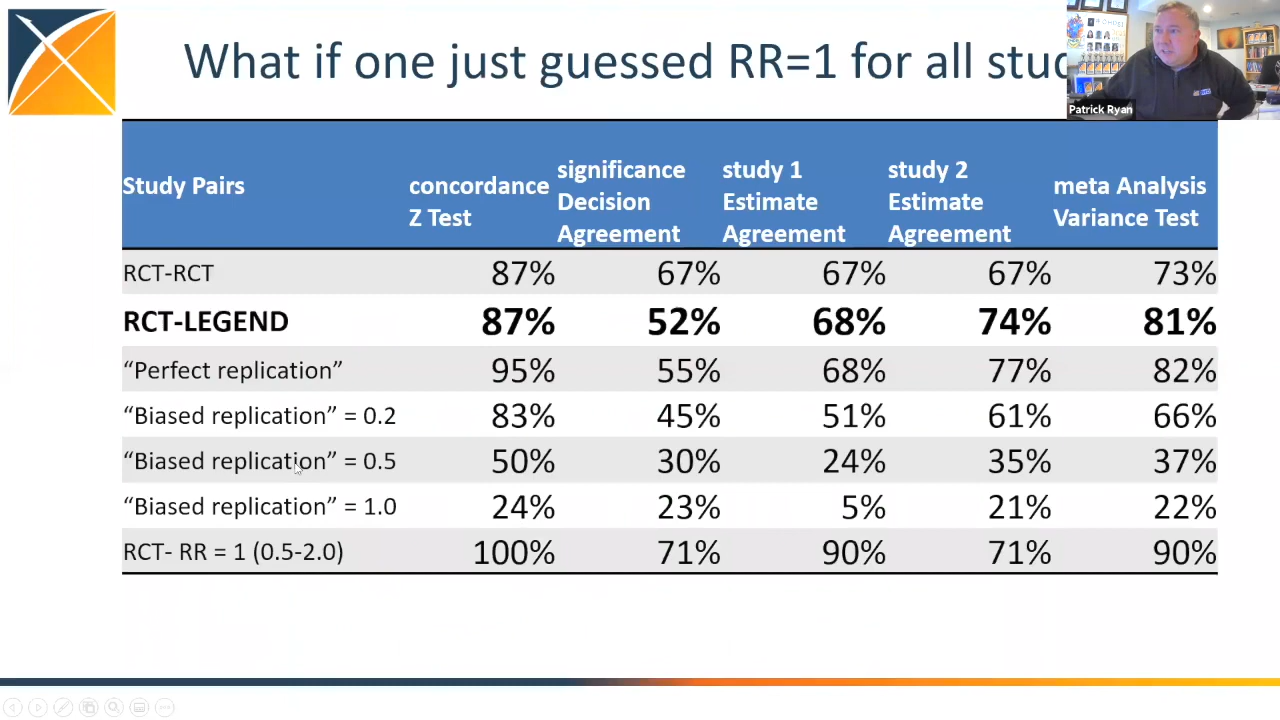 What if one just guessed RR=1 for all
Patrick Ryan
Study Pairs
concordance
Z Test
significance
Decision
Agreement
study 1
Estimate
Agreement
study 2
Estimate
Agreement
meta Analysis
Variance Test
RCT-RCT 87% 67% 67% 67% 73%
RCT-LEGEND 87% 52% 68% 74% 81%
“Perfect replication” 95% 55% 68% 77% 82%
“Biased replication” = 0.2 83% 45% 51% 61% 66%
“Biased replication” = 0.5 50% 30% 24% 35% 37%
“Biased replication” = 1.0 24% 23% 5% 21% 22%
RCT- RR = 1 (0.5-2.0) 100% 71% 90% 71% 90%